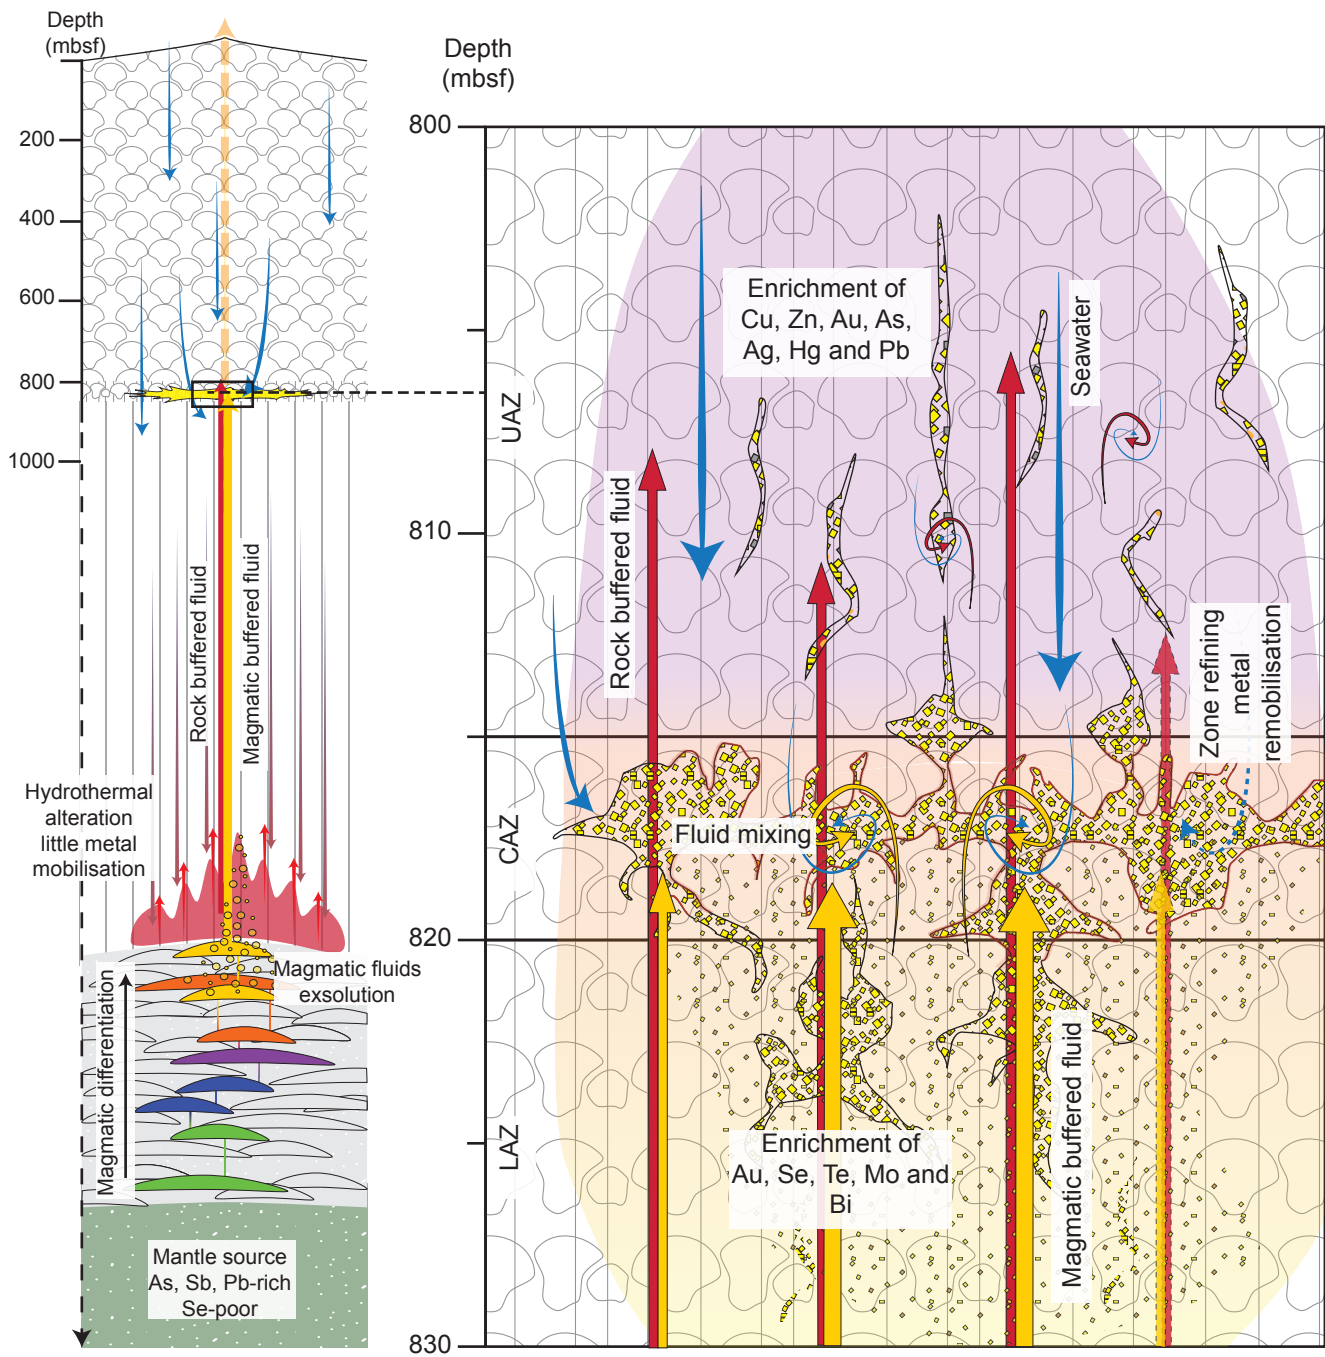 Depth
(mbsf)
200
400
600
800
1000
Rock buffered fluid
Magmatic buffered fluid
Hydrothermal
alteration
little metal
mobilisation
Magmatic fluids
exsolution
Magmatic differentiation
Mantle source
As, Sb, Pb-rich
Se-poor
Depth
(mbsf)
800
810
820
830
UAZ
CAZ
LAZ
Enrichment of
Cu, Zn, Au, As,
Ag, Hg and Pb
Seawater
Rock buffered fluid
Zone refining
metal
remobilisation
Fluid mixing
Enrichment of
Au, Se, Te, Mo and
Bi
Magmatic buffered fluid